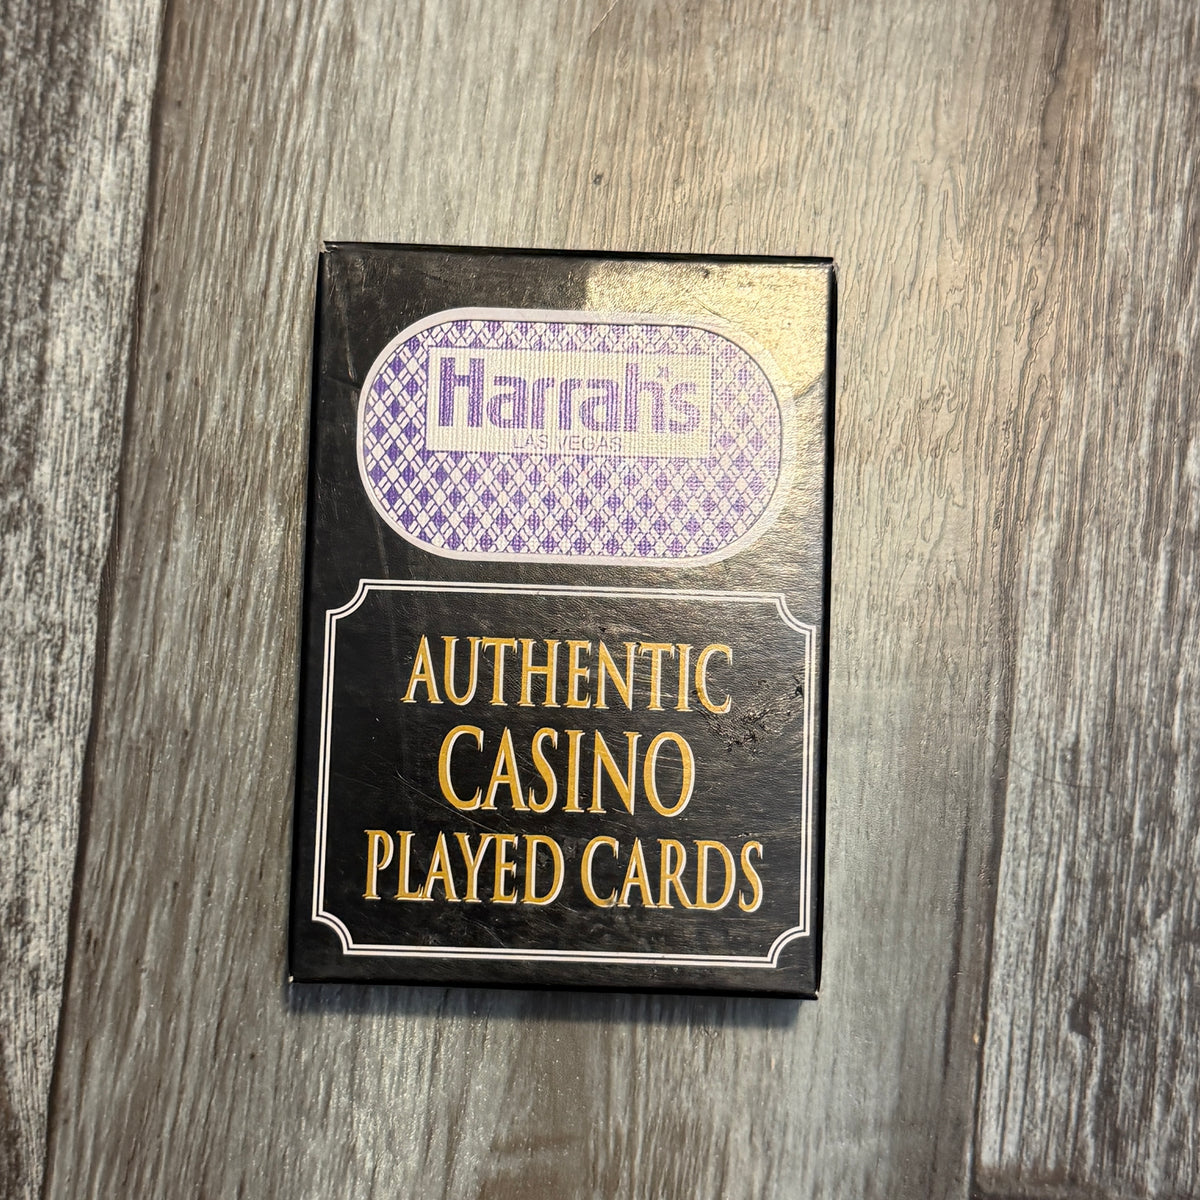 Harrah's
LAS VEGAS
AUTHENTIC
CASINO
PLAYED CARDS